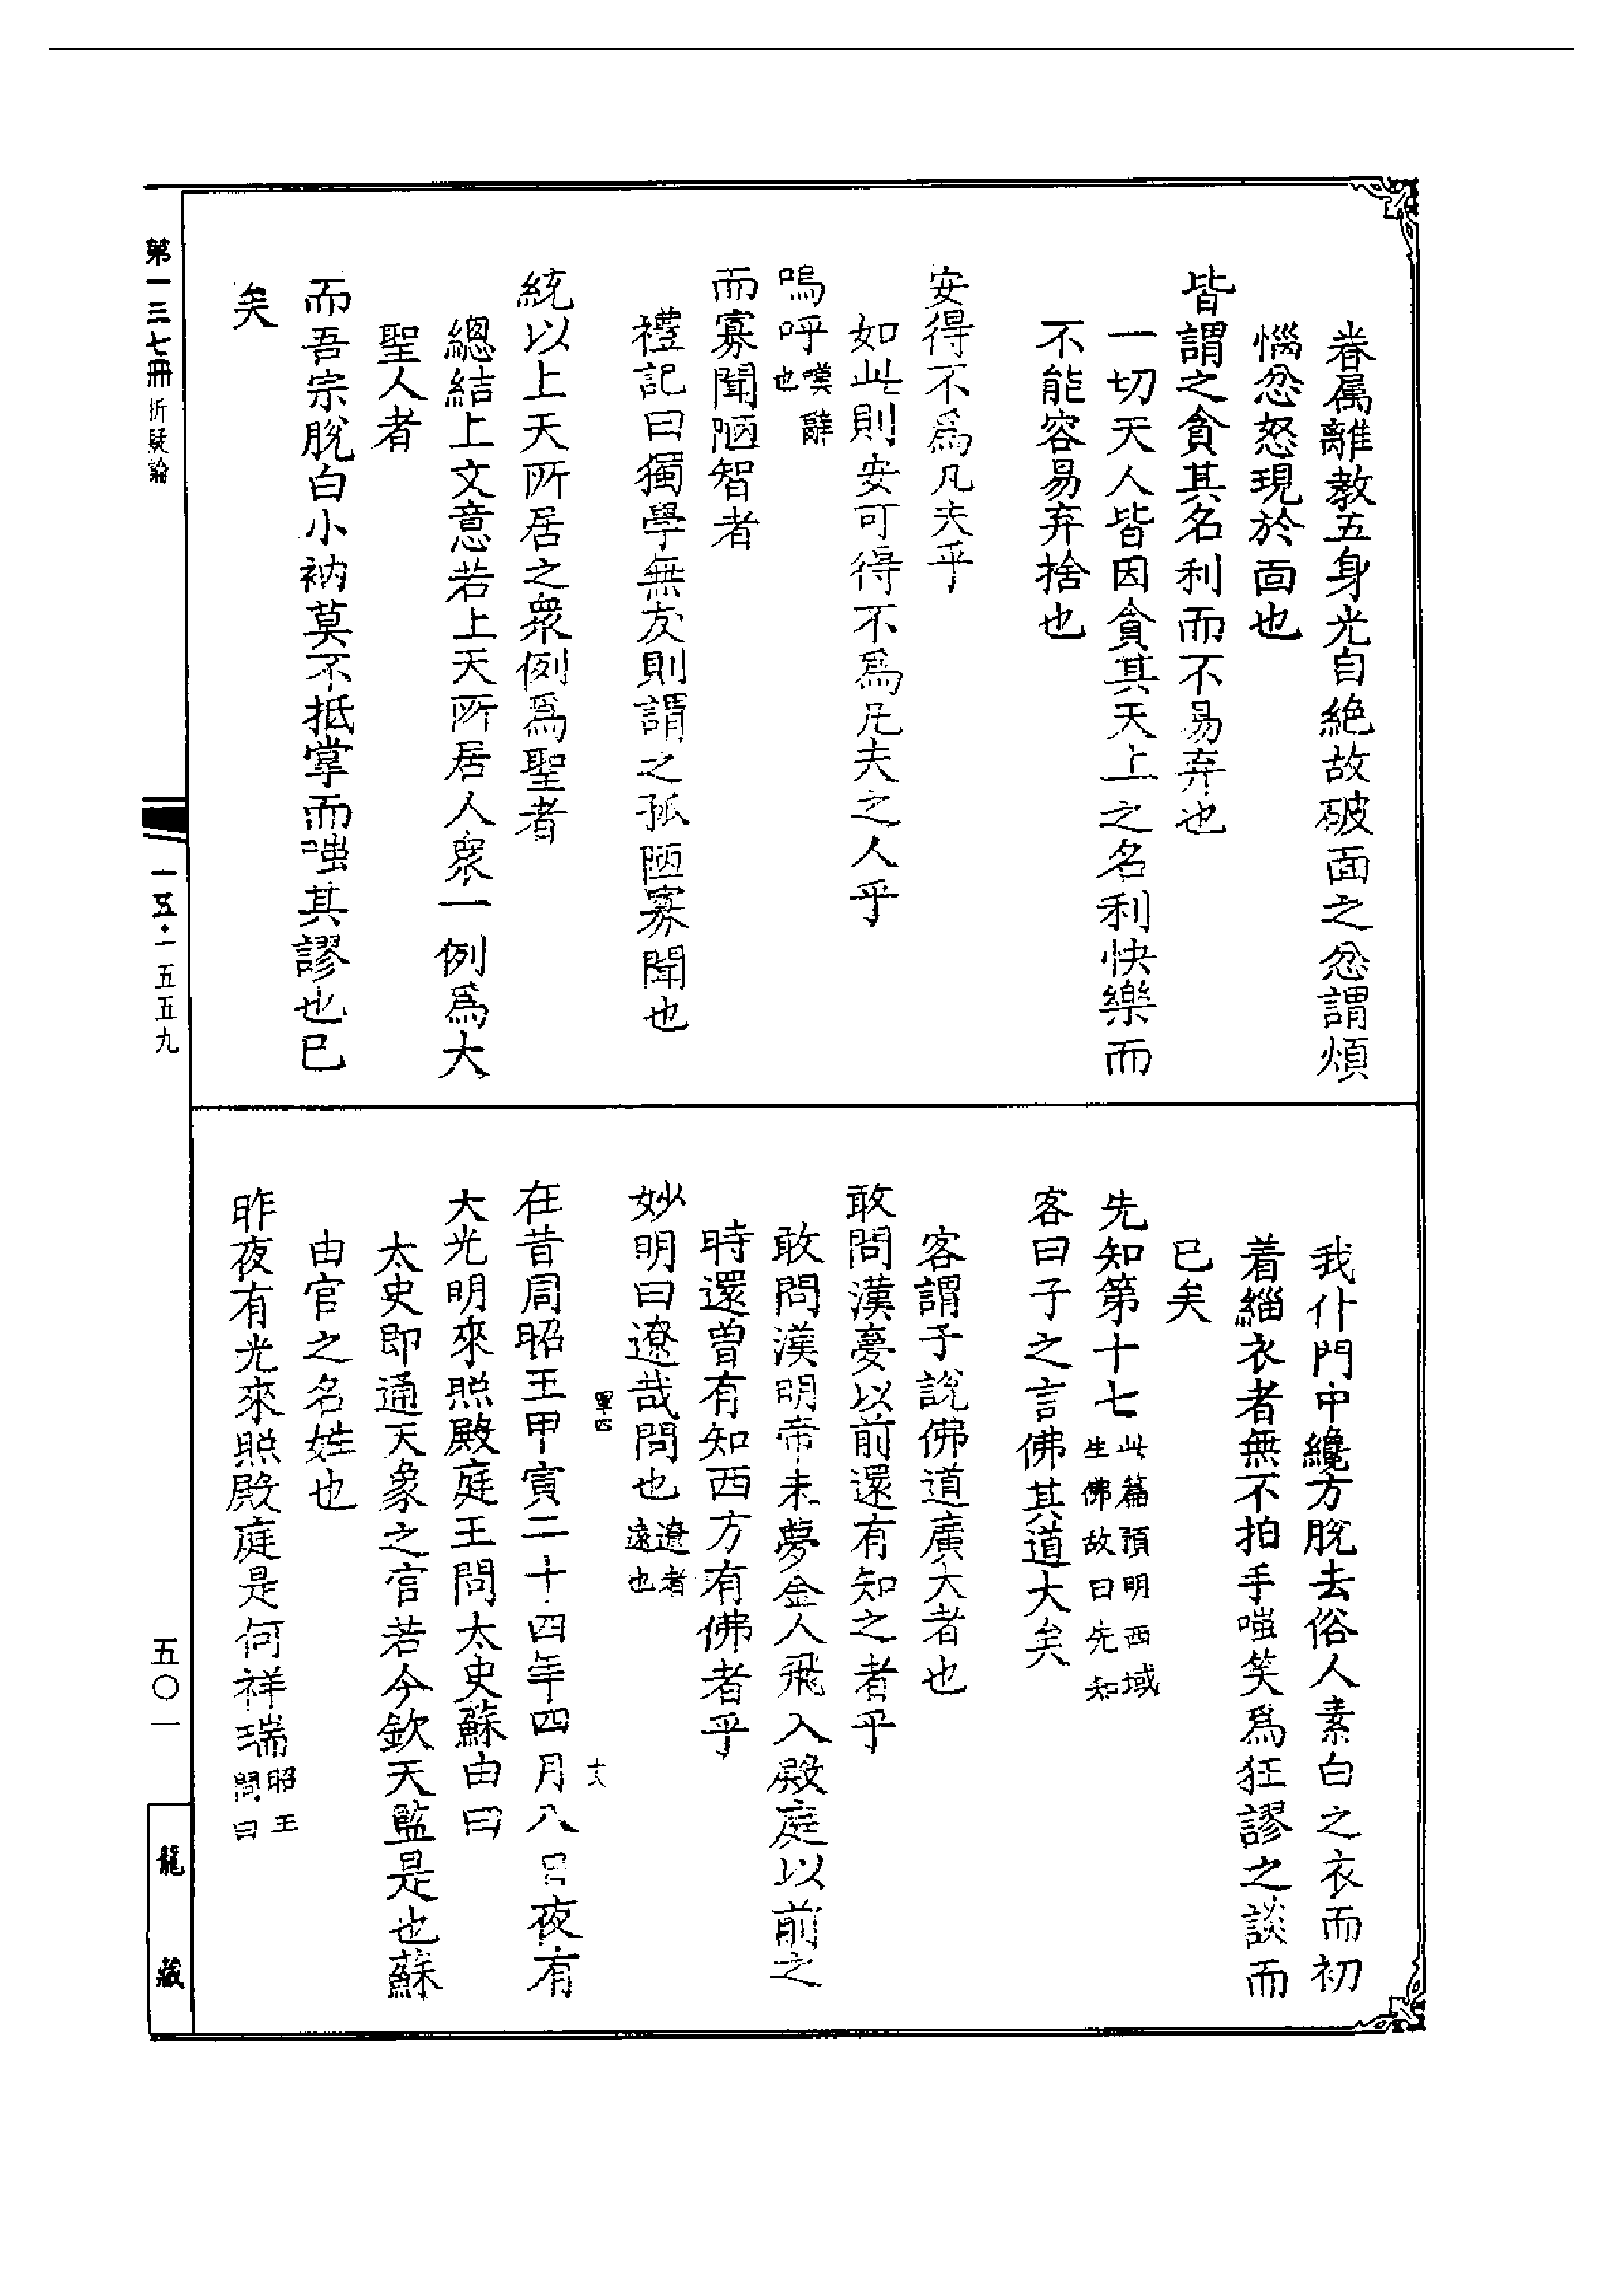 眷属離教五身光自絶故破面之忿謂煩
惱忿怒現於面也
皆謂之貪其名利而不易弃也
一切天人皆因貪其天上之名利快樂而
不能容易弃捨也
安得不爲凡夫乎
如此則安可得不爲凡夫之人乎
嗚呼嘆辭也
而寡聞陋智者
禮記曰獨學無友則謂之孤陋寡聞也
統以上天所居之衆例爲聖者
總結上文意若上天所居人衆一例爲大
聖人者
而吾宗脫白小衲莫不抵掌而嗤其謬也已
矣
我仆門中纔方脫去俗人素白之衣而初
着緇衣者無不拍手嗤笑爲狂謬之談而
已矣
先知第十七此篇預明西域生佛故曰先知
客曰子之言佛其道大矣
客謂子說佛道廣大者也
敢問漢夢以前還有知之者乎
敢問漢明帝未夢金人飛入殿庭以前之
時還曾有知西方有佛者乎
妙明曰遼哉問也遼者遠也
在昔周昭王甲寅二十四年四月八日夜有
大光明來照殿庭王問太史蘇由曰
太史即通天象之官若今欽天監是也蘇
由官之名姓也
昨夜有光來照殿庭是何祥瑞昭王問曰
第一三七冊 折疑論
一五·一五五九
五〇一
龍藏